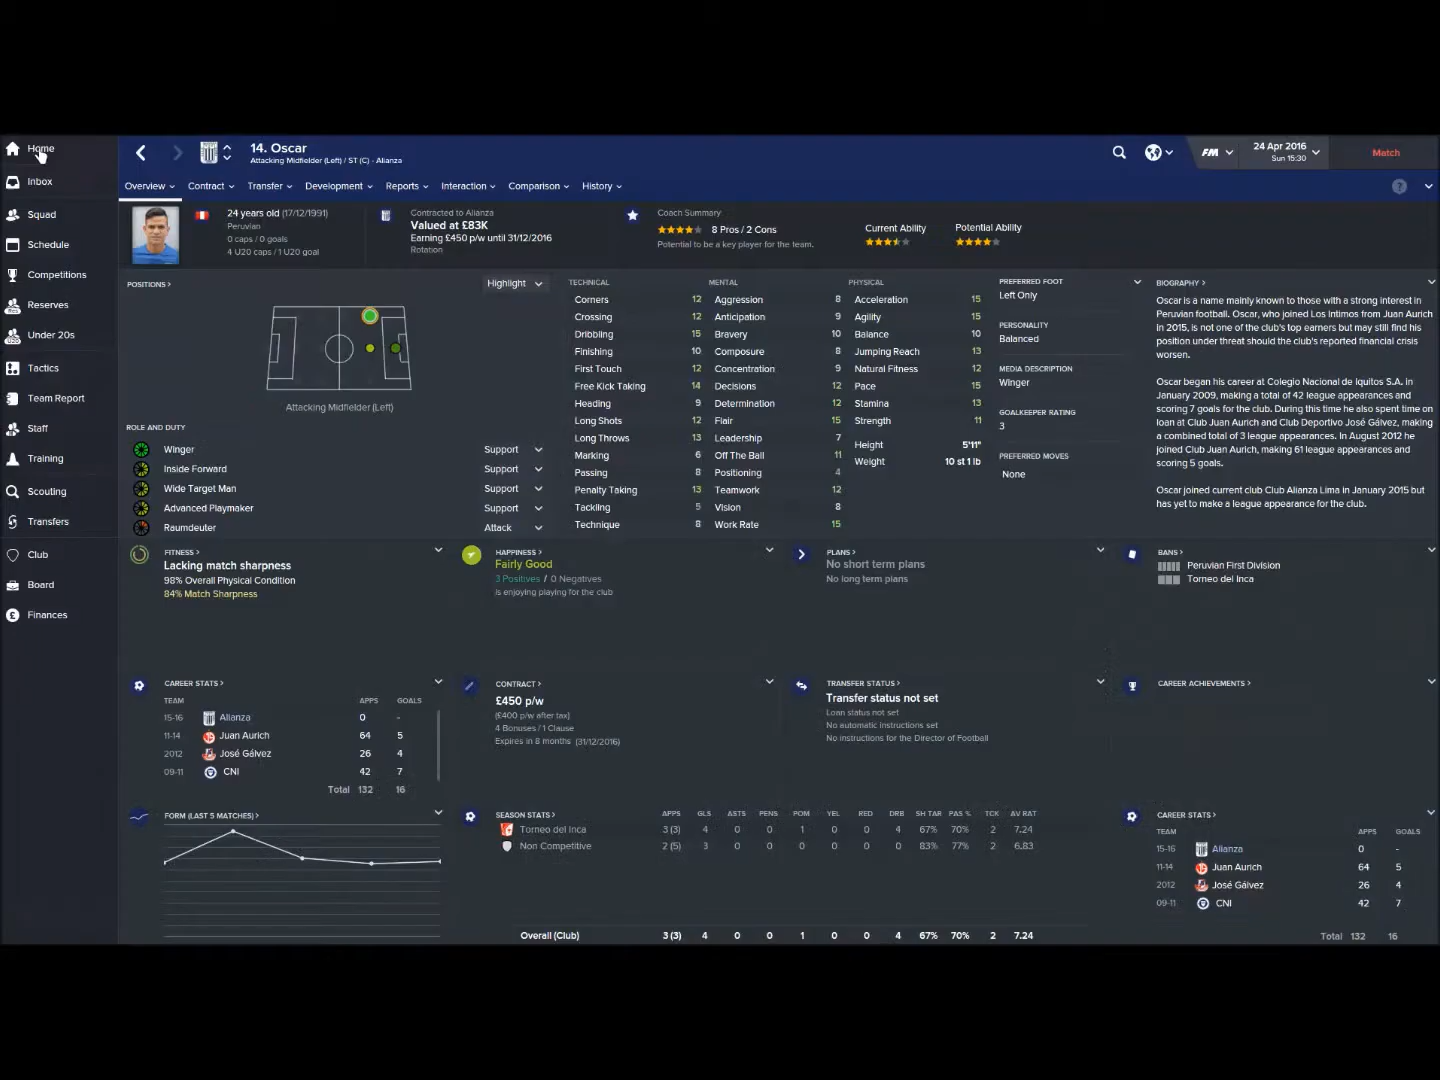 Home
Inbox
Squad
Schedule
Competitions
Reserves
Under 20s
Tactics
Team Report
Staff
Training
Scouting
Transfers
Club
Board
Finances
14. Oscar
Attacking Midfielder (Left) / ST (C) - Alianza
FM
24 Apr 2016
Sun 15:30
Match
Overview
Contract
Transfer
Development
Reports
Interaction
Comparison
History
24 years old (17/12/1991)
Peruvian
0 caps / 0 goals
4 U20 caps / 1 U20 goal
Contracted to Alianza
Valued at £83K
Earning £450 p/w until 31/12/2016
Rotation
Coach Summary
8 Pros / 2 Cons
Potential to be a key player for the team.
Current Ability
Potential Ability
POSITIONS >
Highlight
Attacking Midfielder (Left)
ROLE AND DUTY
Winger Support
Inside Forward Support
Wide Target Man Support
Advanced Playmaker Support
Raumdeuter Attack
TECHNICAL
Corners 12
Crossing 12
Dribbling 15
Finishing 10
First Touch 12
Free Kick Taking 14
Heading 9
Long Shots 12
Long Throws 13
Marking 6
Passing 8
Penalty Taking 13
Tackling 5
Technique 8
MENTAL
Aggression 8
Anticipation 9
Bravery 10
Composure 8
Concentration 9
Decisions 12
Determination 12
Flair 15
Leadership 7
Off The Ball 11
Positioning 4
Teamwork 12
Vision 8
Work Rate 15
PHYSICAL
Acceleration 15
Agility 15
Balance 10
Jumping Reach 13
Natural Fitness 12
Pace 15
Stamina 13
Strength 11
Height 5'11"
Weight 10 st 1 lb
PREFERRED FOOT
Left Only
PERSONALITY
Balanced
MEDIA DESCRIPTION
Winger
GOALKEEPER RATING
3
PREFERRED MOVES
None
BIOGRAPHY >
Oscar is a name mainly known to those with a strong interest in
Peruvian football. Oscar, who joined Los Intimos from Juan Aurich
in 2015, is not one of the club's top earners but may still find his
position under threat should the club's reported financial crisis
worsen.
Oscar began his career at Colegio Nacional de Iquitos S.A. in
January 2009, making a total of 42 league appearances and
scoring 7 goals for the club. During this time he also spent time on
loan at Club Juan Aurich and Club Deportivo José Gálvez, making
a combined total of 3 league appearances. In August 2012 he
joined Club Juan Aurich, making 61 league appearances and
scoring 5 goals.
Oscar joined current club Club Alianza Lima in January 2015 but
has yet to make a league appearance for the club.
FITNESS >
Lacking match sharpness
98% Overall Physical Condition
84% Match Sharpness
HAPPINESS >
Fairly Good
3 Positives / 0 Negatives
Is enjoying playing for the club
PLANS >
No short term plans
No long term plans
BANS >
Peruvian First Division
Torneo del Inca
CAREER STATS >
TEAM APPS GOALS
15-16 Alianza 0 -
11-14 Juan Aurich 64 5
2012 José Gálvez 26 4
09-11 CNI 42 7
Total 132 16
CONTRACT >
£450 p/w
(£400 p/w after tax)
4 Bonuses / 1 Clause
Expires in 8 months (31/12/2016)
TRANSFER STATUS >
Transfer status not set
Loan status not set
No automatic instructions set
No instructions for the Director of Football
CAREER ACHIEVEMENTS >
FORM (LAST 5 MATCHES) >
SEASON STATS > APPS GLS ASTS PENS POM YEL RED DRB SH TAR PAS % TCK AV RAT
Torneo del Inca 3 (3) 4 0 0 1 0 0 4 67% 70% 2 7.24
Non Competitive 2 (5) 3 0 0 0 0 0 0 83% 77% 2 6.83
Overall (Club) 3 (3) 4 0 0 1 0 0 4 67% 70% 2 7.24
CAREER STATS >
TEAM APPS GOALS
15-16 Alianza 0 -
11-14 Juan Aurich 64 5
2012 José Gálvez 26 4
09-11 CNI 42 7
Total 132 16